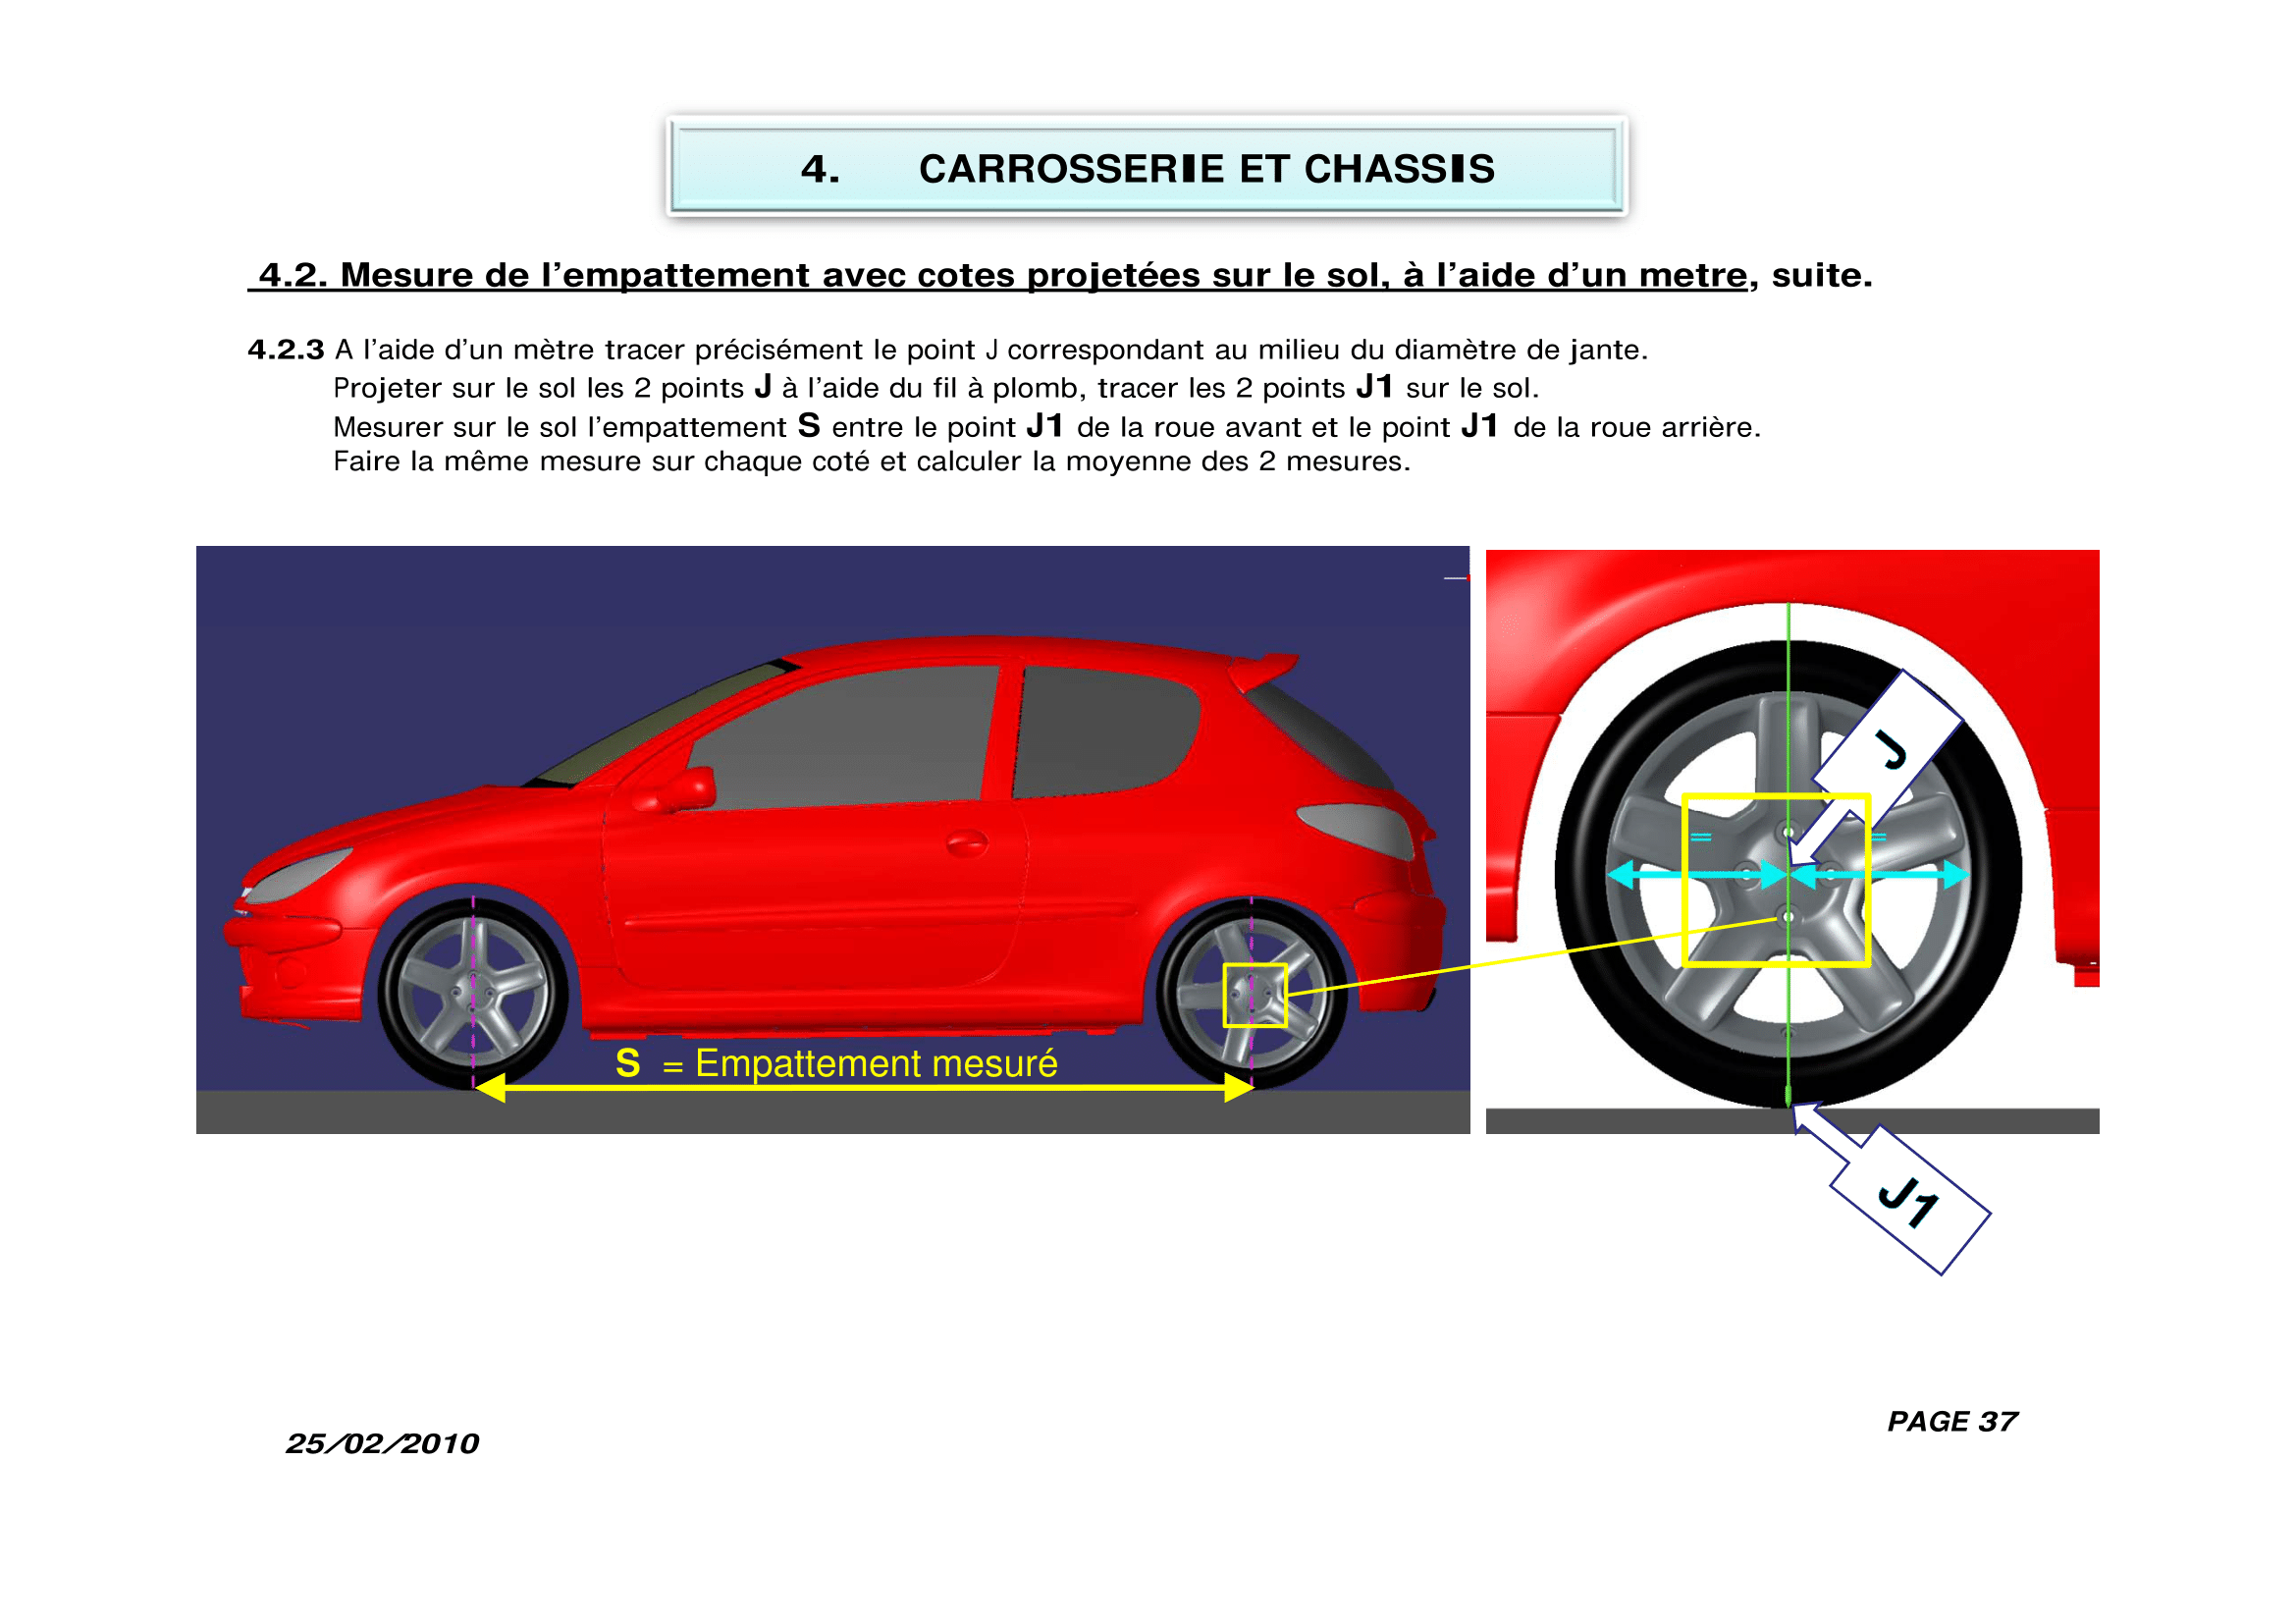 4. CARROSSERIE ET CHASSIS
4.2. Mesure de l’empattement avec cotes projetées sur le sol, à l’aide d’un metre, suite.
4.2.3 A l’aide d’un mètre tracer précisément le point J correspondant au milieu du diamètre de jante.
Projeter sur le sol les 2 points J à l’aide du fil à plomb, tracer les 2 points J1 sur le sol.
Mesurer sur le sol l’empattement S entre le point J1 de la roue avant et le point J1 de la roue arrière.
Faire la même mesure sur chaque coté et calculer la moyenne des 2 mesures.
J
= =
S = Empattement mesuré
J1
PAGE 37
25/02/2010